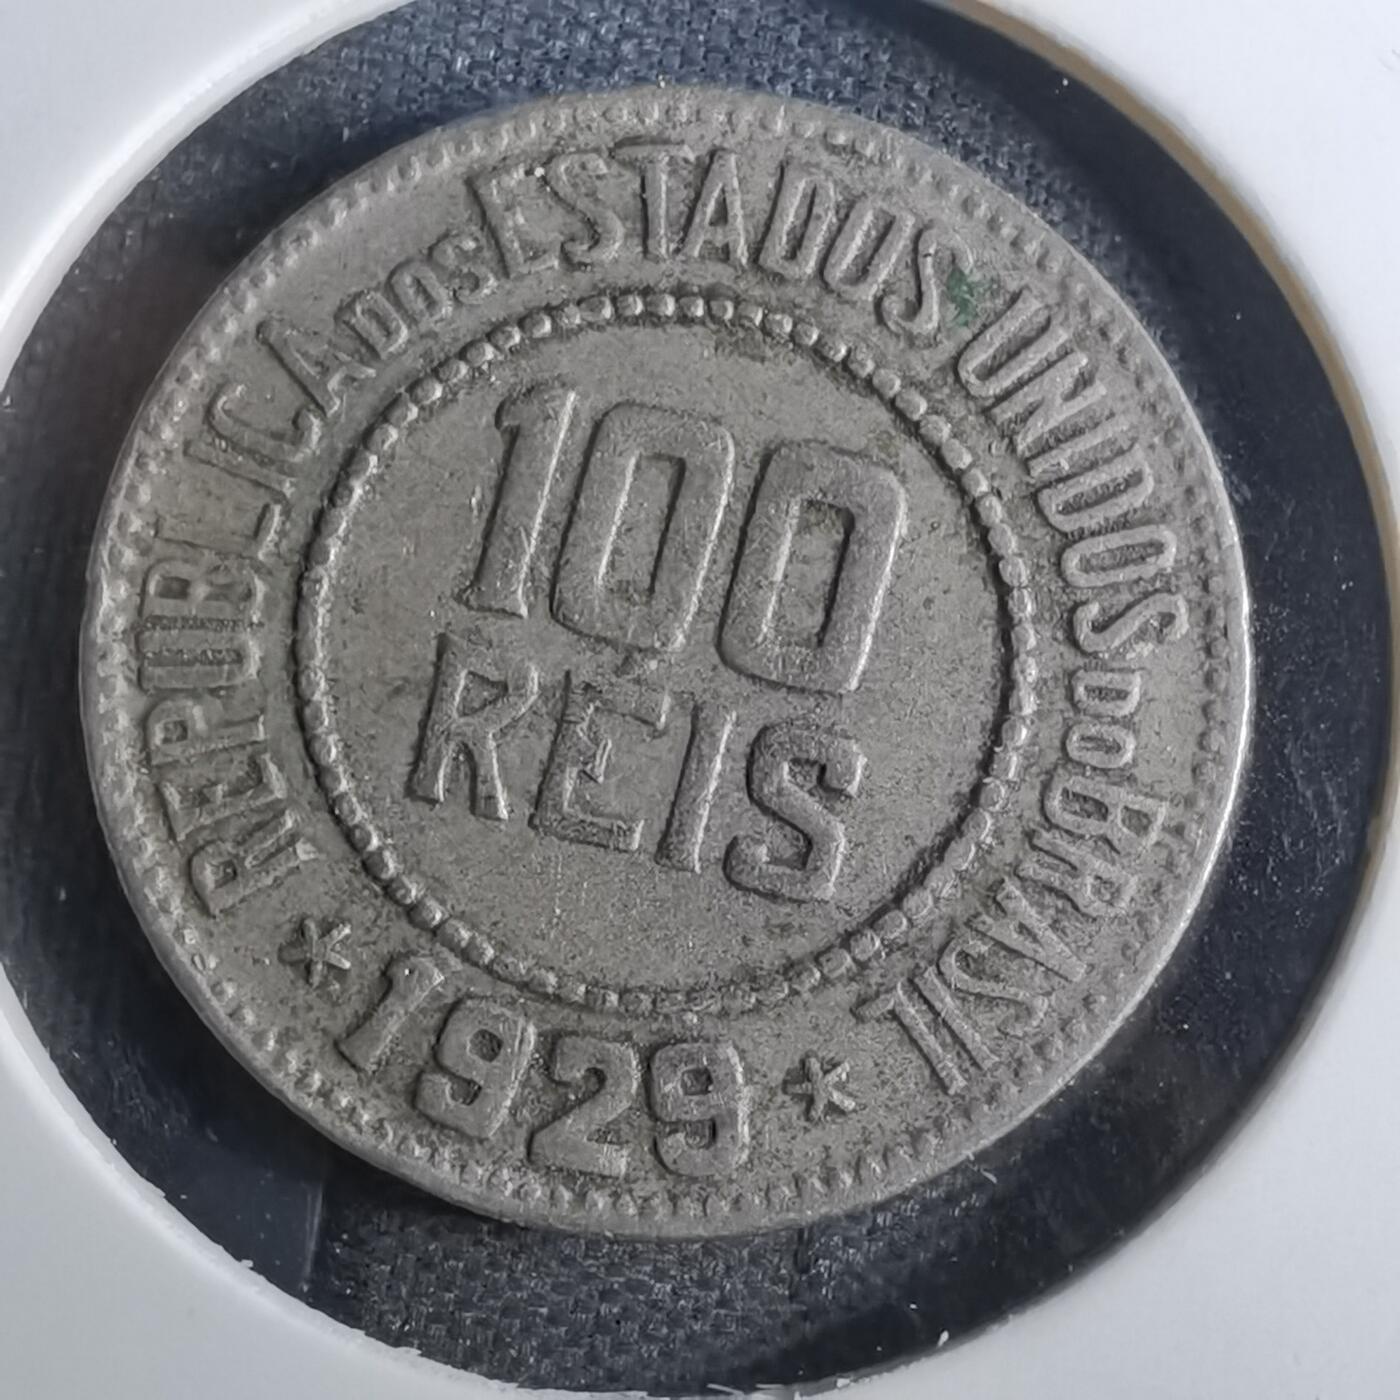 REPUBLICA DOS ESTADOS UNIDOS DO BRASIL
100
REIS
* 1929 *